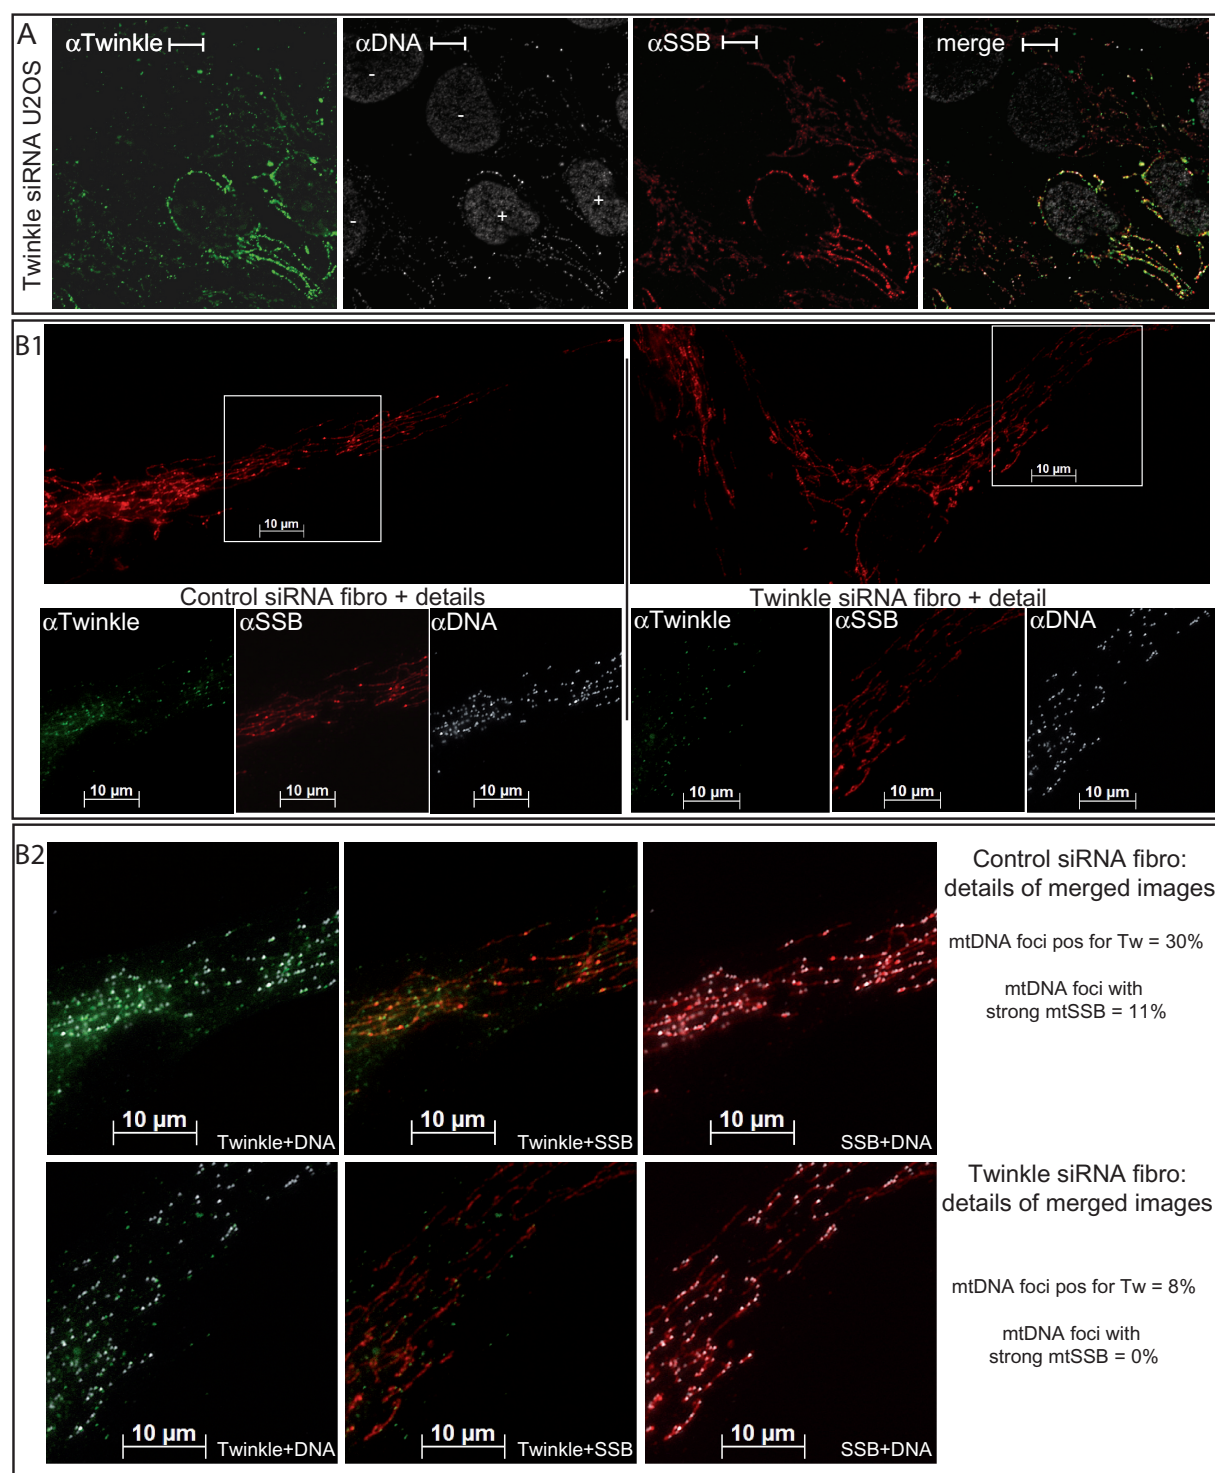 A
Twinkle siRNA U2OS
αTwinkle
αDNA
αSSB
merge
-
-
-
+
+
B1
10 µm
10 µm
Control siRNA fibro + details
Twinkle siRNA fibro + detail
αTwinkle
αSSB
αDNA
αTwinkle
αSSB
αDNA
10 µm
10 µm
10 µm
10 µm
10 µm
10 µm
B2
Control siRNA fibro:
details of merged images
mtDNA foci pos for Tw = 30%
mtDNA foci with
strong mtSSB = 11%
10 µm
10 µm
10 µm
Twinkle+DNA
Twinkle+SSB
SSB+DNA
Twinkle siRNA fibro:
details of merged images
mtDNA foci pos for Tw = 8%
mtDNA foci with
strong mtSSB = 0%
10 µm
10 µm
10 µm
Twinkle+DNA
Twinkle+SSB
SSB+DNA